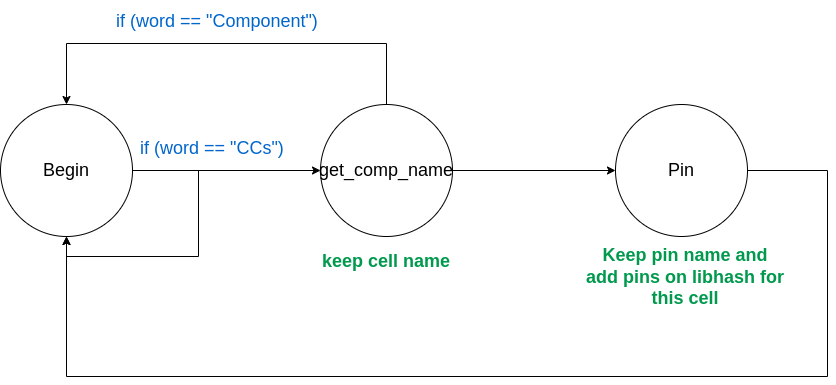 if (word == "Component")
if (word == "CCs")
Begin
get_comp_name
Pin
keep cell name
Keep pin name and
add pins on libhash for
this cell